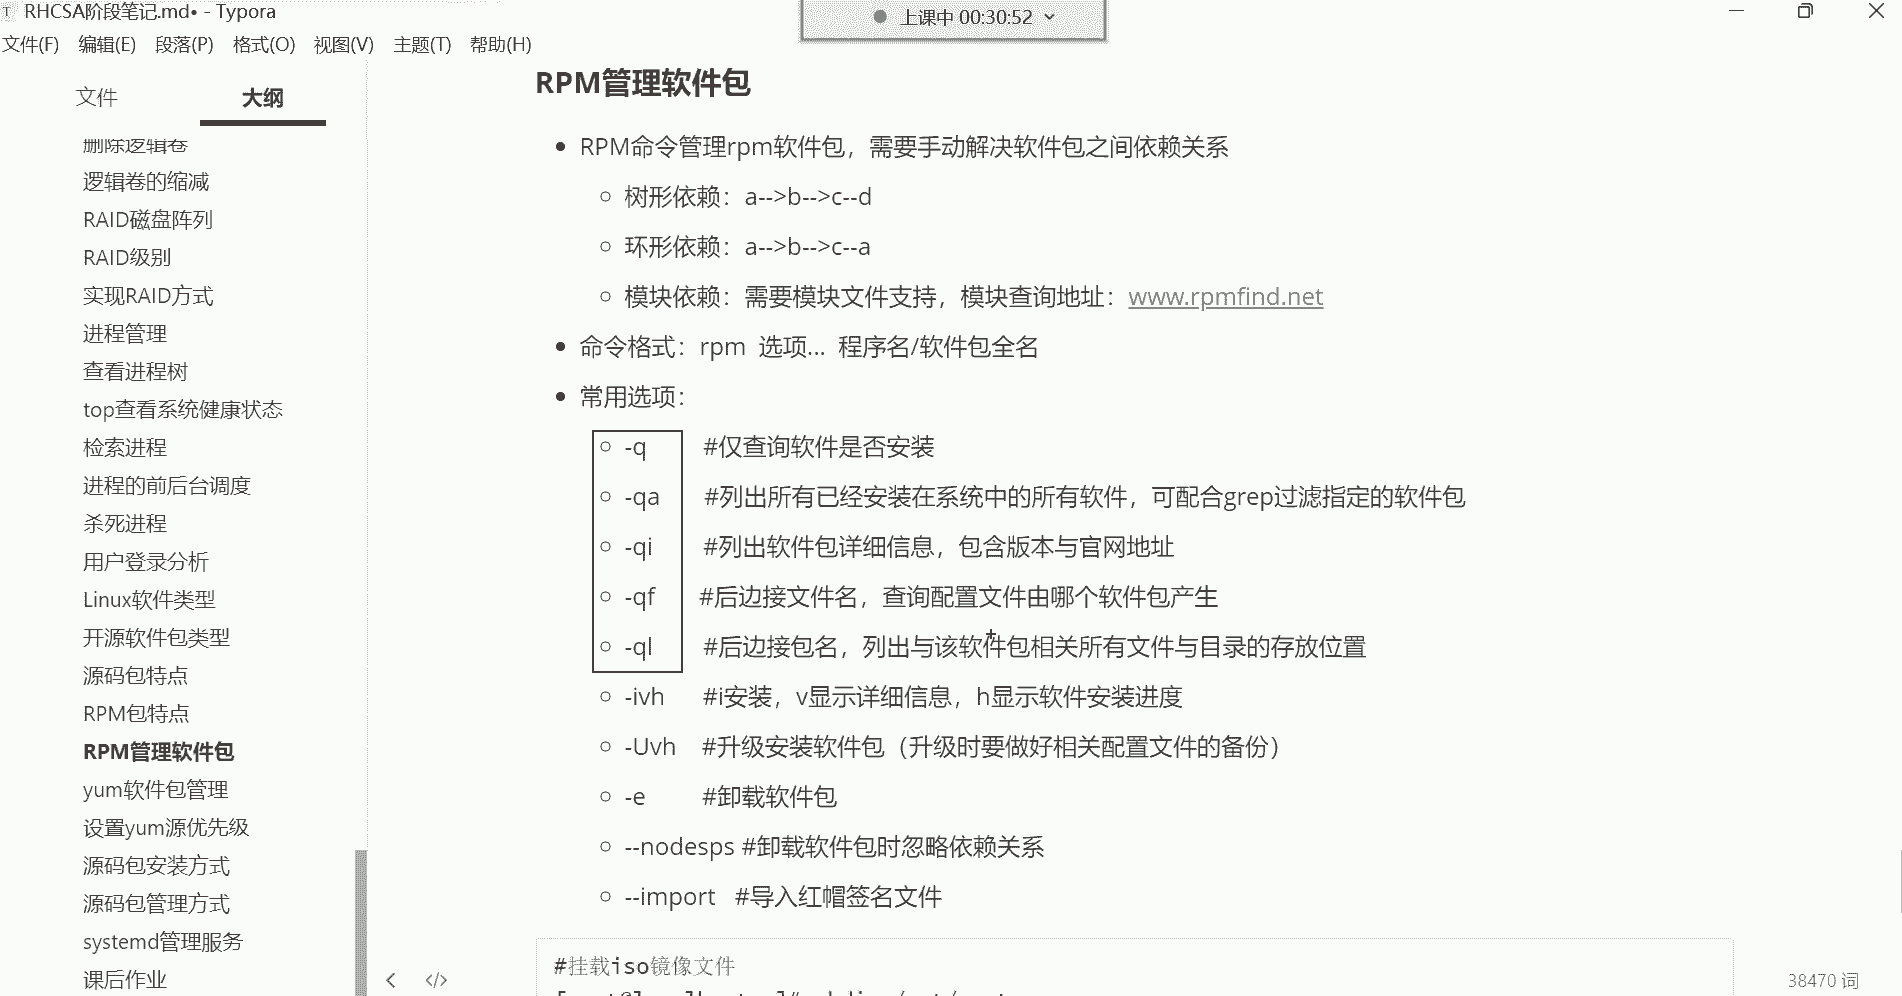 RHCSA阶段笔记.md• - Typora
上课中 00:30:52
文件(F) 编辑(E) 段落(P) 格式(O) 视图(V) 主题(T) 帮助(H)
文件 大纲
删除逻辑卷
逻辑卷的缩减
RAID磁盘阵列
RAID级别
实现RAID方式
进程管理
查看进程树
top查看系统健康状态
检索进程
进程的前后台调度
杀死进程
用户登录分析
Linux软件类型
开源软件包类型
源码包特点
RPM包特点
RPM管理软件包
yum软件包管理
设置yum源优先级
源码包安装方式
源码包管理方式
systemd管理服务
课后作业
RPM管理软件包
RPM命令管理rpm软件包，需要手动解决软件包之间依赖关系
树形依赖：a-->b-->c--d
环形依赖：a-->b-->c--a
模块依赖：需要模块文件支持，模块查询地址：www.rpmfind.net
命令格式：rpm 选项... 程序名/软件包全名
常用选项：
-q #仅查询软件是否安装
-qa #列出所有已经安装在系统中的所有软件，可配合grep过滤指定的软件包
-qi #列出软件包详细信息，包含版本与官网地址
-qf #后边接文件名，查询配置文件由哪个软件包产生
-ql #后边接包名，列出与该软件包相关所有文件与目录的存放位置
-ivh #i安装，v显示详细信息，h显示软件安装进度
-Uvh #升级安装软件包（升级时要做好相关配置文件的备份）
-e #卸载软件包
--nodesps #卸载软件包时忽略依赖关系
--import #导入红帽签名文件
#挂载iso镜像文件
38470 词